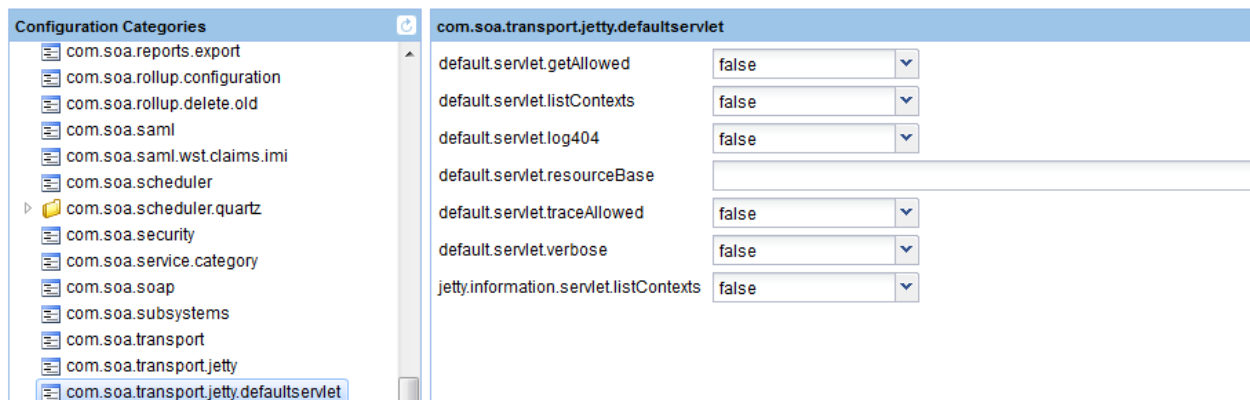 Configuration Categories
com.soa.reports.export
com.soa.rollup.configuration
com.soa.rollup.delete.old
com.soa.saml
com.soa.saml.wst.claims.imi
com.soa.scheduler
com.soa.scheduler.quartz
com.soa.security
com.soa.service.category
com.soa.soap
com.soa.subsystems
com.soa.transport
com.soa.transport.jetty
com.soa.transport.jetty.defaultservlet
com.soa.transport.jetty.defaultservlet
default.servlet.getAllowed false
default.servlet.listContexts false
default.servlet.log404 false
default.servlet.resourceBase
default.servlet.traceAllowed false
default.servlet.verbose false
jetty.information.servlet.listContexts false